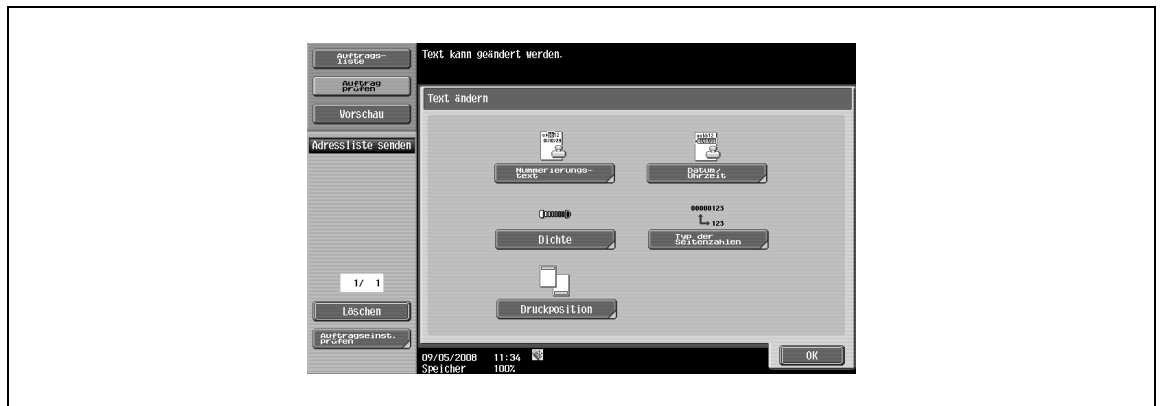 Auftrags-
liste
Auftrag
prüfen
Vorschau
Adressliste senden
1/ 1
Löschen
Auftragseinst.
prüfen
Text kann geändert werden.
Text ändern
Nummerierungs-
text
Datum/
Uhrzeit
Dichte
00000123
123
Typ der
Seitenzahlen
Druckposition
09/05/2008 11:34
Speicher 100%
OK